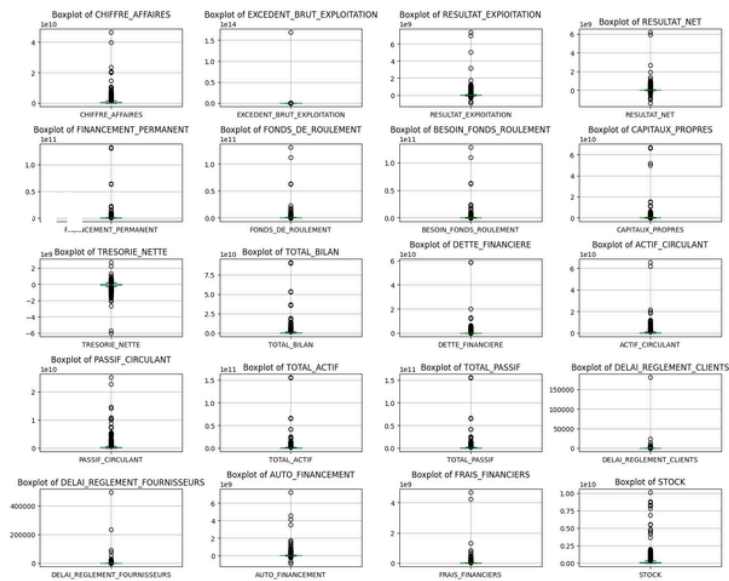 Boxplot of CHIFFRE_AFFAIRES
1e10
4
2
0
CHIFFRE_AFFAIRES
Boxplot of EXCEDENT_BRUT_EXPLOITATION
1e14
1.5
1.0
0.5
0.0
EXCEDENT_BRUT_EXPLOITATION
Boxplot of RESULTAT_EXPlOITATION
1e9
7.5
5.0
2.5
0.0
RESULTAT_EXPlOITATION
Boxplot of RESULTAT_NET
1e9
6
4
2
0
RESULTAT_NET
Boxplot of FINANCEMENT_PERMANENT
1e11
1.0
0.5
CEMENT_PERMANENT
Boxplot of FONDS_DE_ROULEMENT
1e11
1.0
0.5
0.0
FONDS_DE_ROULEMENT
Boxplot of BESOIN_FONDS_ROULEMENT
1e11
1.0
0.5
0.0
BESOIN_FONDS_ROULEMENT
Boxplot of CAPITAUX_PROPRES
1e10
6
4
2
0
CAPITAUX_PROPRES
Boxplot of TRESORIE_NETTE
1e9
2
0
−2
−4
−6
TRESORIE_NETTE
Boxplot of TOTAL_BILAN
1e10
7.5
5.0
2.5
0.0
TOTAL_BILAN
Boxplot of DETTE_FINANCIERE
1e10
6
4
2
0
DETTE_FINANCIERE
Boxplot of ACTIF_CIRCULANT
1e10
6
4
2
0
ACTIF_CIRCULANT
Boxplot of PASSIF_CIRCULANT
1e10
2
1
0
PASSIF_CIRCULANT
Boxplot of TOTAL_ACTIF
1e11
1.5
1.0
0.5
0.0
TOTAL_ACTIF
Boxplot of TOTAL_PASSIF
1e11
1.5
1.0
0.5
0.0
TOTAL_PASSIF
Boxplot of DELAI_REGLEMENT_CLIENTS
150000
100000
50000
0
DELAI_REGLEMENT_CLIENTS
Boxplot of DELAI_REGLEMENT_FOURNISSEURS
400000
200000
0
DELAI_REGLEMENT_FOURNISSEURS
Boxplot of AUTO_FINANCEMENT
1e9
6
4
2
0
AUTO_FINANCEMENT
Boxplot of FRAIS_FINANCIERS
1e9
4
2
0
FRAIS_FINANCIERS
Boxplot of STOCK
1e10
1.00
0.75
0.50
0.25
0.00
STOCK